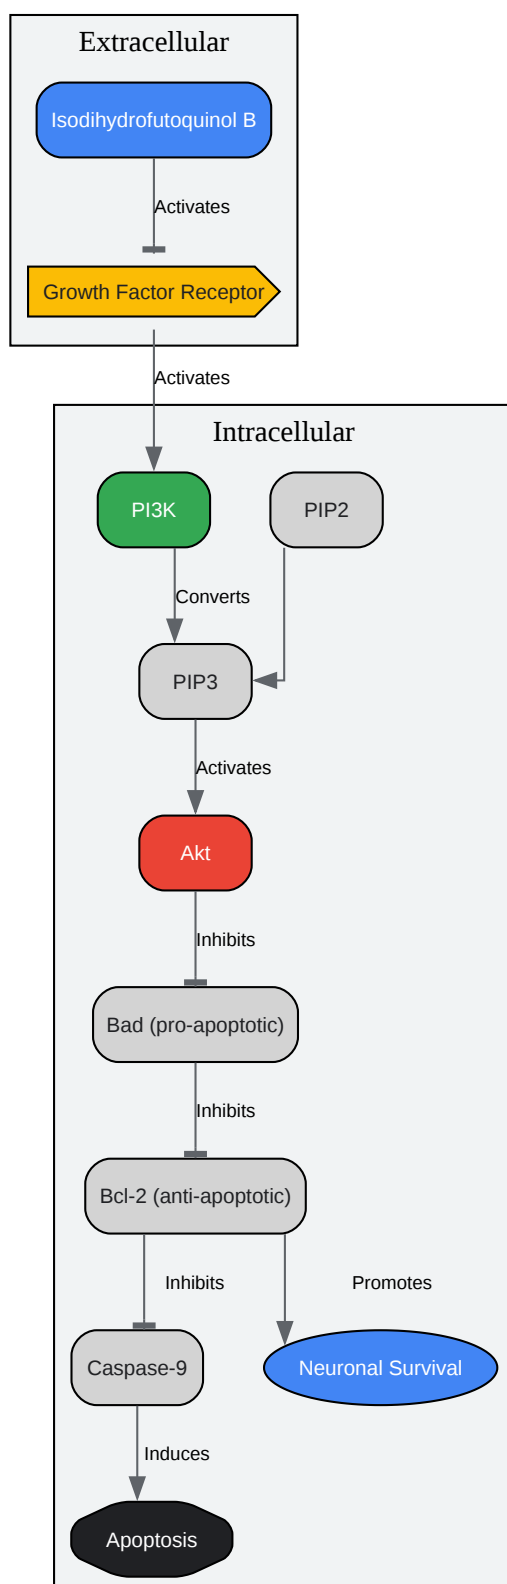 Extracellular
Isodihydrofutoquinol B
Activates
Growth Factor Receptor
Activates
Intracellular
PI3K
PIP2
Converts
PIP3
Activates
Akt
Inhibits
Bad (pro-apoptotic)
Inhibits
Bcl-2 (anti-apoptotic)
Inhibits
Promotes
Caspase-9
Neuronal Survival
Induces
Apoptosis